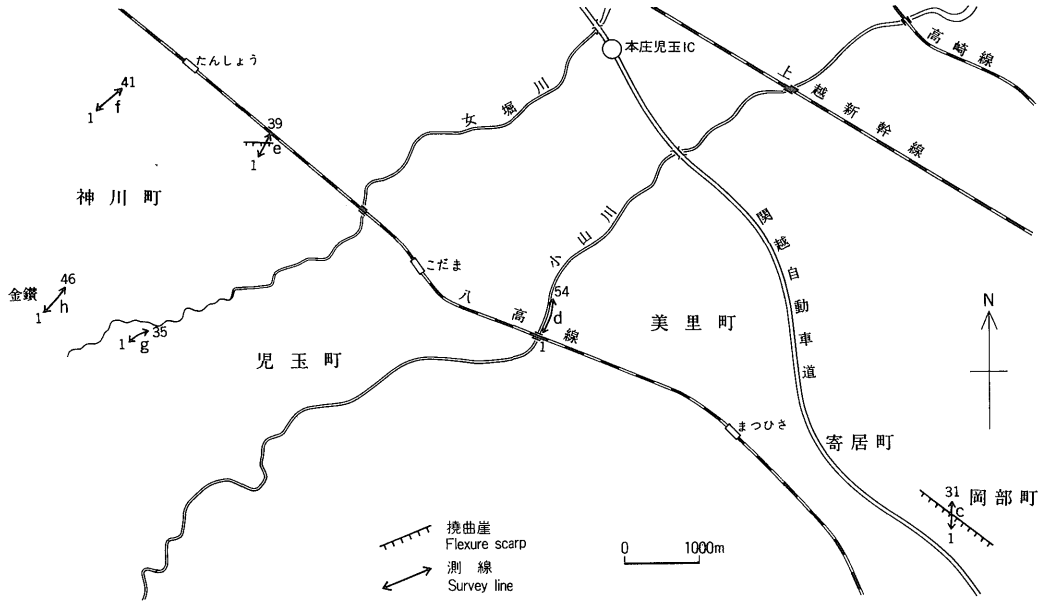 本庄児玉IC
高崎線
上越新幹線
たんしょう
女堀川
41
f
1
39
e
1
神川町
関越自動車道
小山川
こだま
46
金鑚
h
1
35
g
1
八高線
54
d
1
美里町
児玉町
N
まつひさ
寄居町
岡部町
31
c
1
撓曲崖
Flexure scarp
測線
Survey line
0 1000m